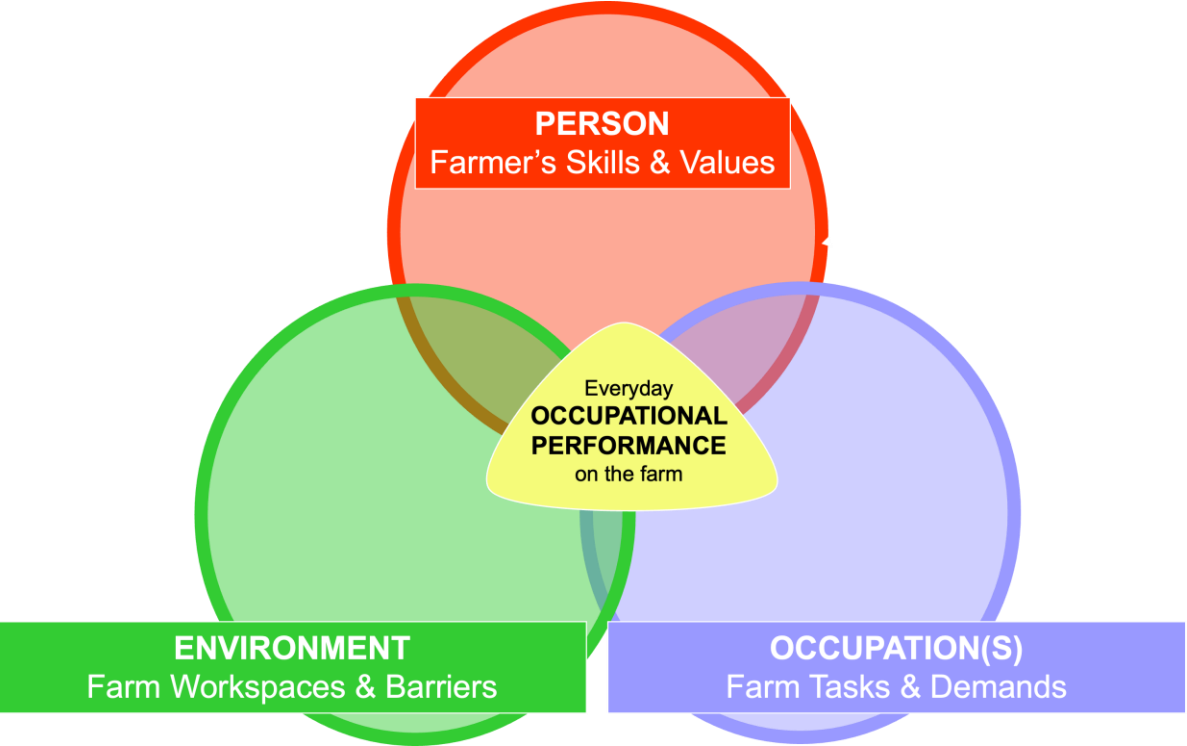 PERSON
Farmer’s Skills & Values
Everyday
OCCUPATIONAL
PERFORMANCE
on the farm
ENVIRONMENT
Farm Workspaces & Barriers
OCCUPATION(S)
Farm Tasks & Demands